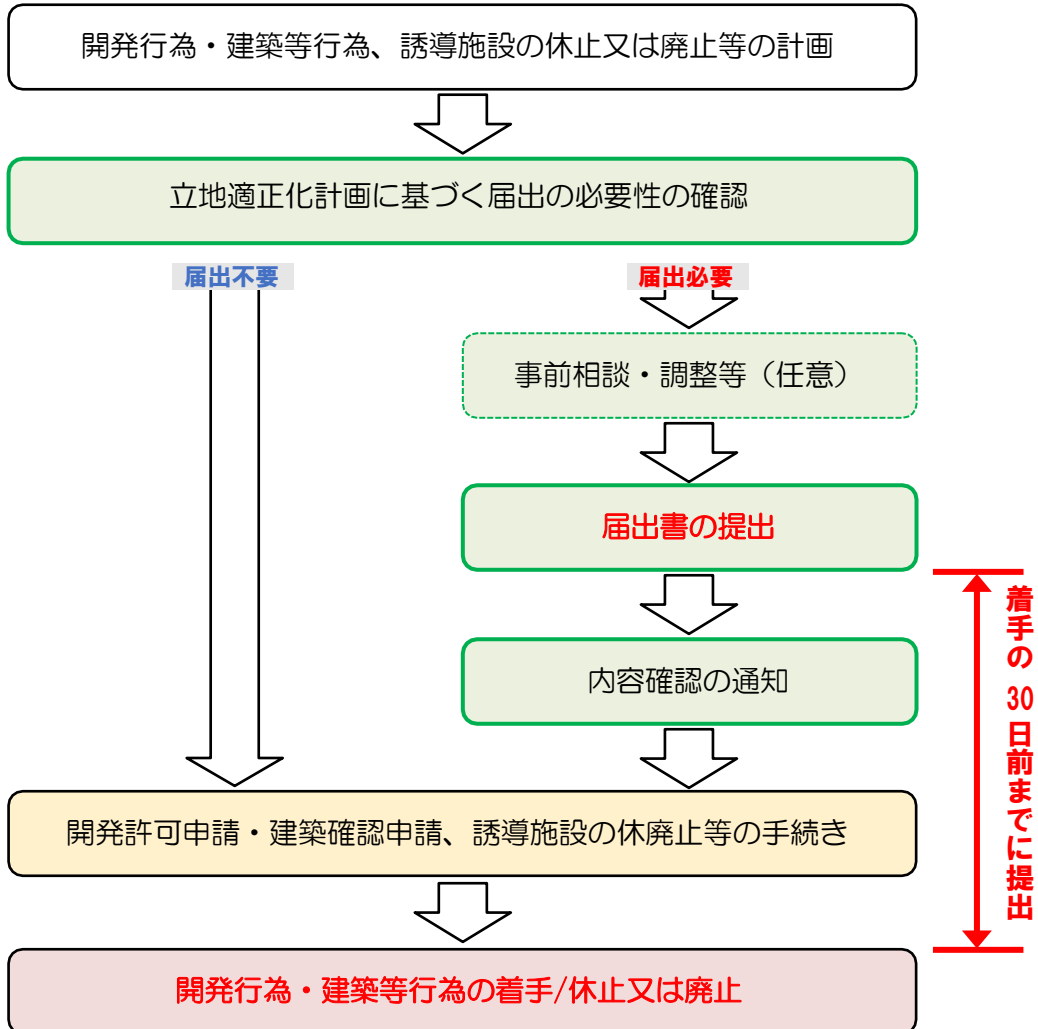 開発行為・建築等行為、誘導施設の休止又は廃止等の計画
立地適正化計画に基づく届出の必要性の確認
届出不要
届出必要
事前相談・調整等（任意）
届出書の提出
内容確認の通知
着手の30日前までに提出
開発許可申請・建築確認申請、誘導施設の休廃止等の手続き
開発行為・建築等行為の着手/休止又は廃止